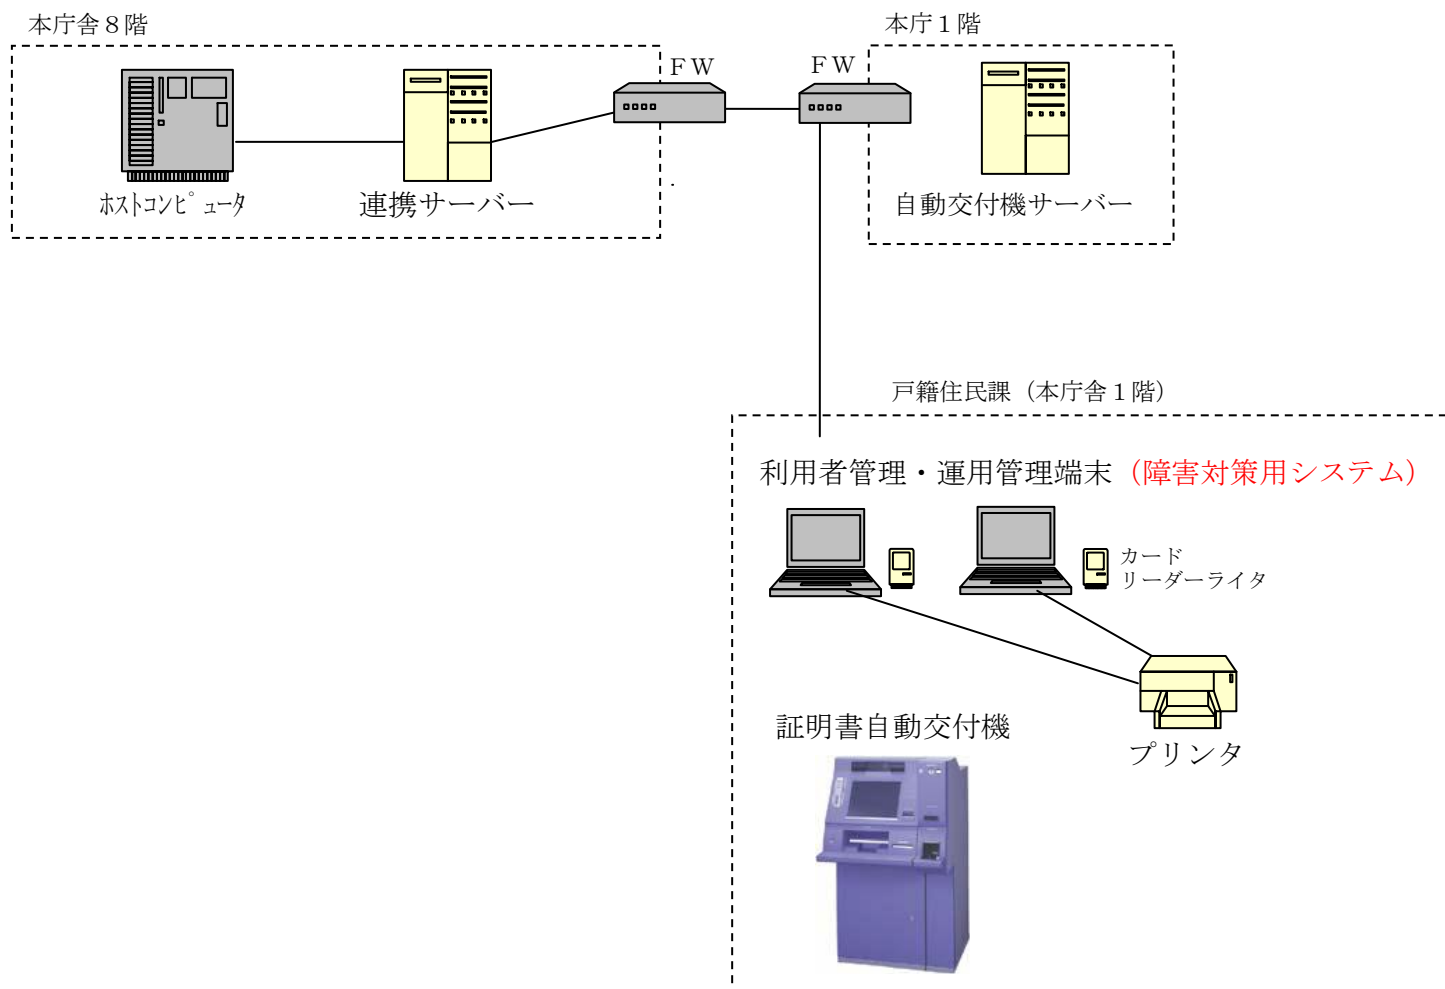 本庁舎８階
本庁１階
ＦＷ
ＦＷ
ﾎｽﾄｺﾝﾋﾟｭｰﾀ
連携サーバー
自動交付機サーバー
戸籍住民課（本庁舎１階）
利用者管理・運用管理端末（障害対策用システム）
カード
リーダーライタ
証明書自動交付機
プリンタ